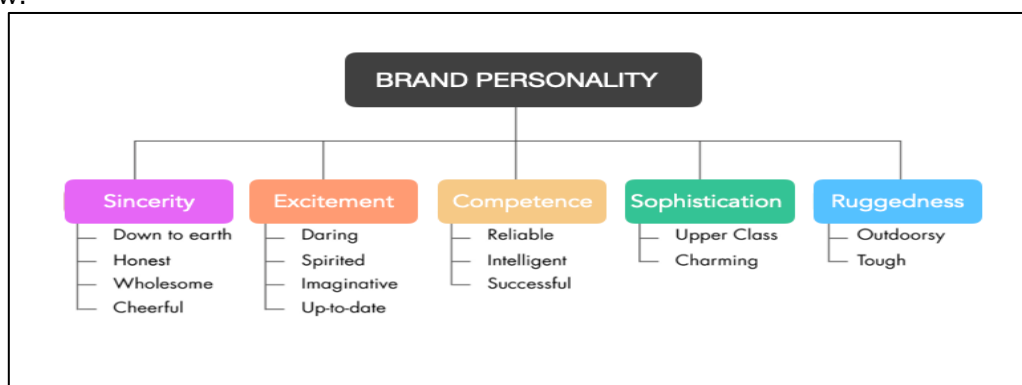 w:
BRAND PERSONALITY
Sincerity
Down to earth
Honest
Wholesome
Cheerful
Excitement
Daring
Spirited
Imaginative
Up-to-date
Competence
Reliable
Intelligent
Successful
Sophistication
Upper Class
Charming
Ruggedness
Outdoorsy
Tough